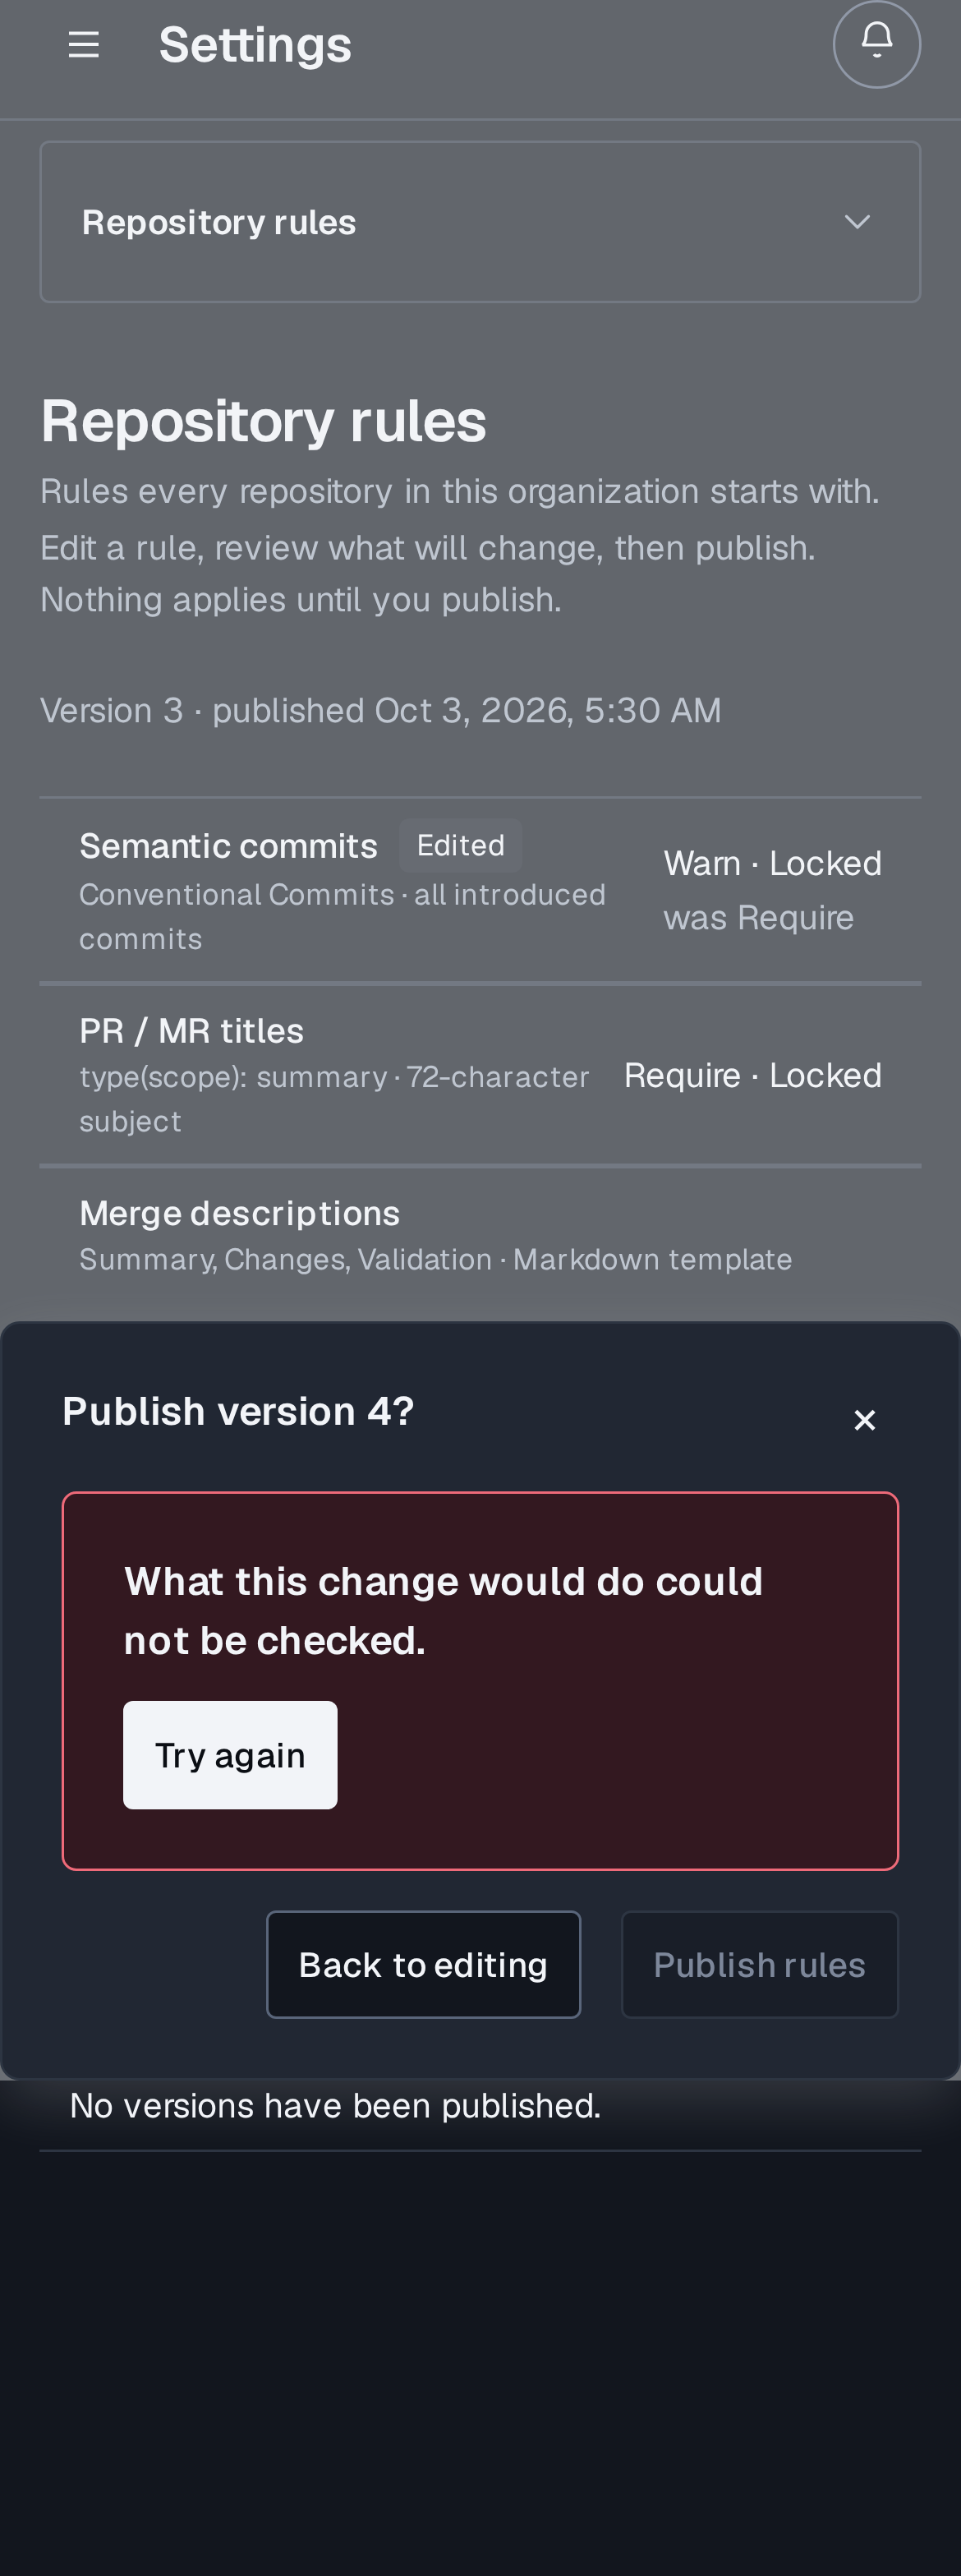 Settings
Repository rules
Repository rules
Rules every repository in this organization starts with.
Edit a rule, review what will change, then publish.
Nothing applies until you publish.
Version 3 · published Oct 3, 2026, 5:30 AM
Semantic commits Edited
Conventional Commits · all introduced
commits
Warn · Locked
was Require
PR / MR titles
type(scope): summary · 72-character
subject
Require · Locked
Merge descriptions
Summary, Changes, Validation · Markdown template
Publish version 4?
What this change would do could
not be checked.
Try again
Back to editing
Publish rules
No versions have been published.